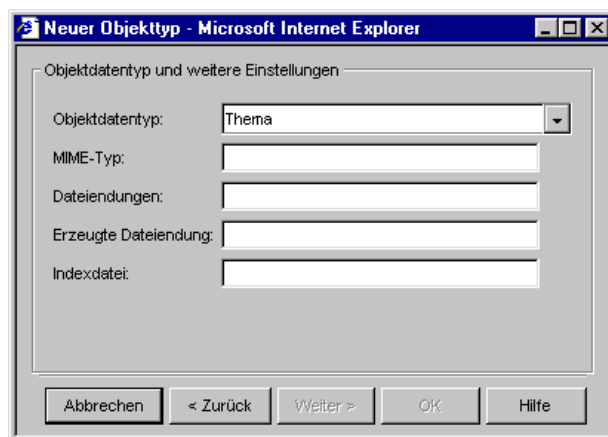 Neuer Objekttyp - Microsoft Internet Explorer
Objektdatentyp und weitere Einstellungen
Objektdatentyp: Thema
MIME-Typ:
Dateiendungen:
Erzeugte Dateiendung:
Indexdatei:
Abbrechen < Zurück Weiter > OK Hilfe